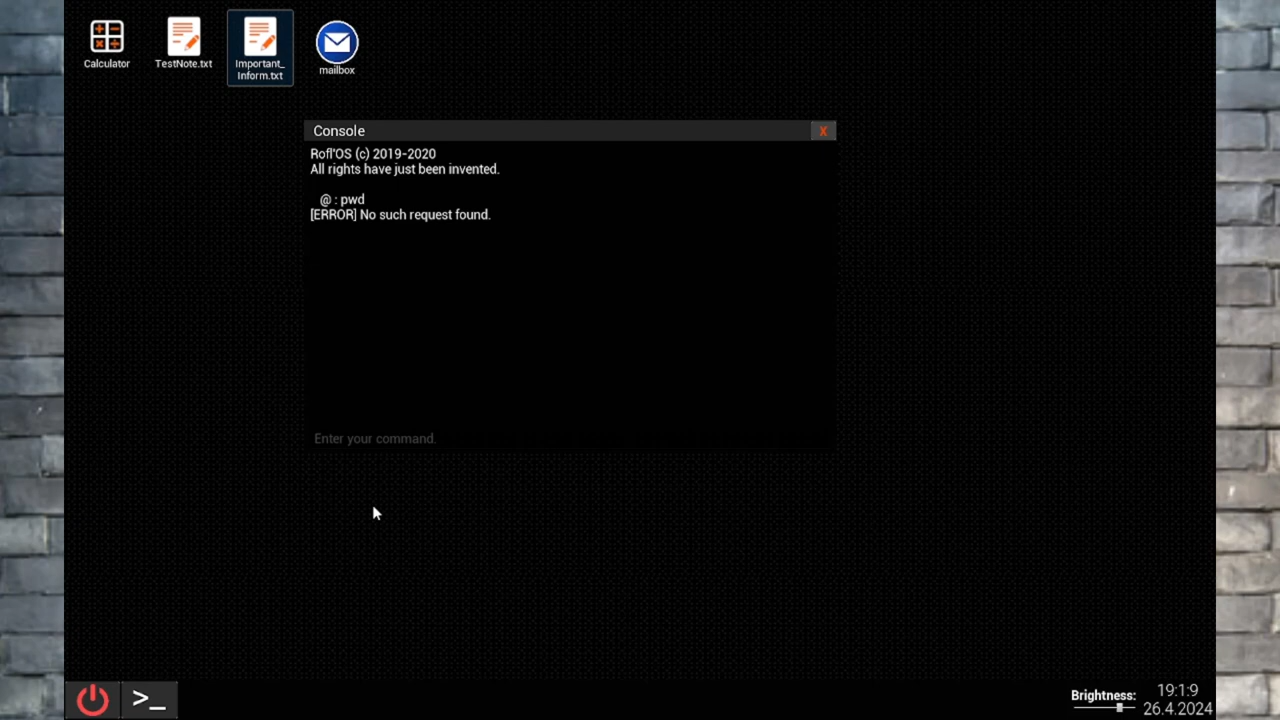 Calculator
TestNote.txt
Important_
Inform.txt
mailbox
Console
X
Rofl'OS (c) 2019-2020
All rights have just been invented.
@ : pwd
[ERROR] No such request found.
Enter your command.
>_
Brightness:
19:1:9
26.4.2024